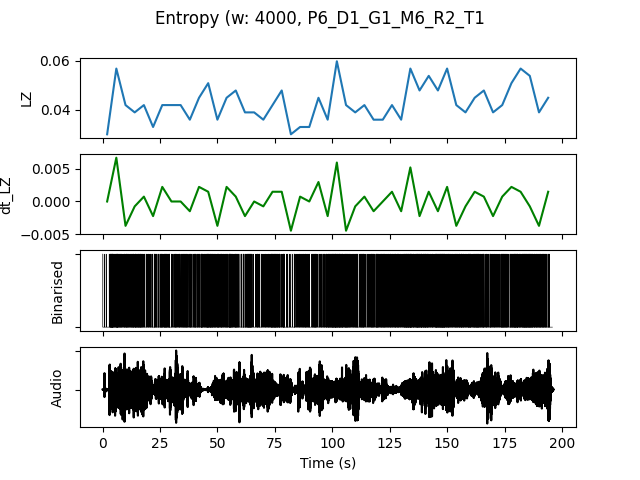 Entropy (w: 4000, P6_D1_G1_M6_R2_T1
0.06
0.04
LZ
0.005
0.000
−0.005
dt_LZ
Binarised
Audio
0 25 50 75 100 125 150 175 200
Time (s)